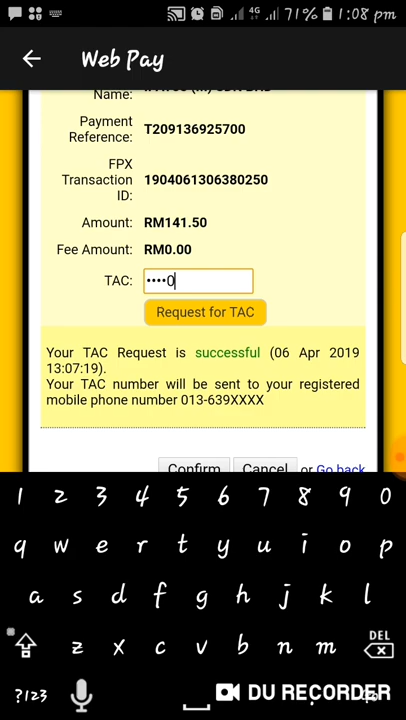 4G 71% 1:08 pm
Web Pay
Name:
Payment Reference: T209136925700
FPX Transaction ID: 1904061306380250
Amount: RM141.50
Fee Amount: RM0.00
TAC: ••••0
Request for TAC
Your TAC Request is successful (06 Apr 2019
13:07:19).
Your TAC number will be sent to your registered
mobile phone number 013-639XXXX
Confirm Cancel or Go back
1 2 3 4 5 6 7 8 9 0
q w e r t y u i o p
a s d f g h j k l
z x c v b n m DEL
?123 DU RECORDER